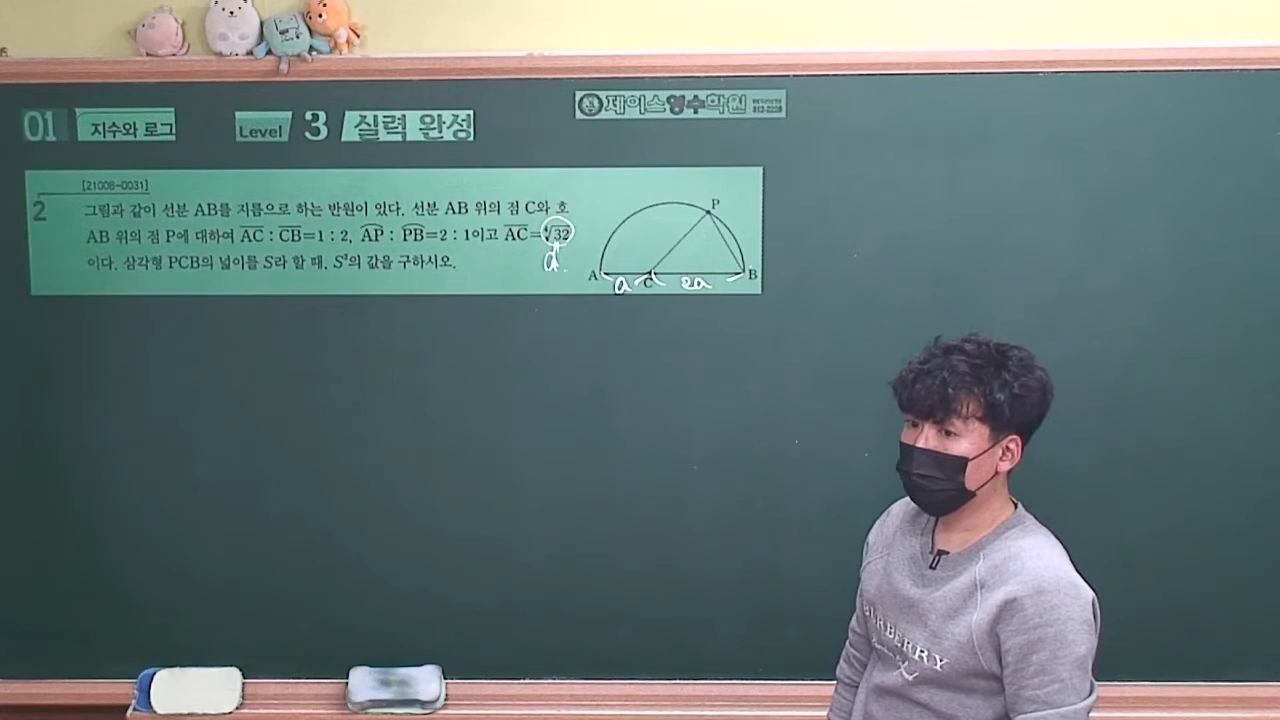 01 지수와 로그
Level 3 실력 완성
제이스영수학원
[21008-0031]
2
그림과 같이 선분 AB를 지름으로 하는 반원이 있다. 선분 AB 위의 점 C와 호
AB 위의 점 P에 대하여 AC : CB=1 : 2, AP : PB=2 : 1이고 AC=∜32
이다. 삼각형 PCB의 넓이를 S라 할 때, S⁴의 값을 구하시오.
a
P
A a C 2a B
BURBERRY